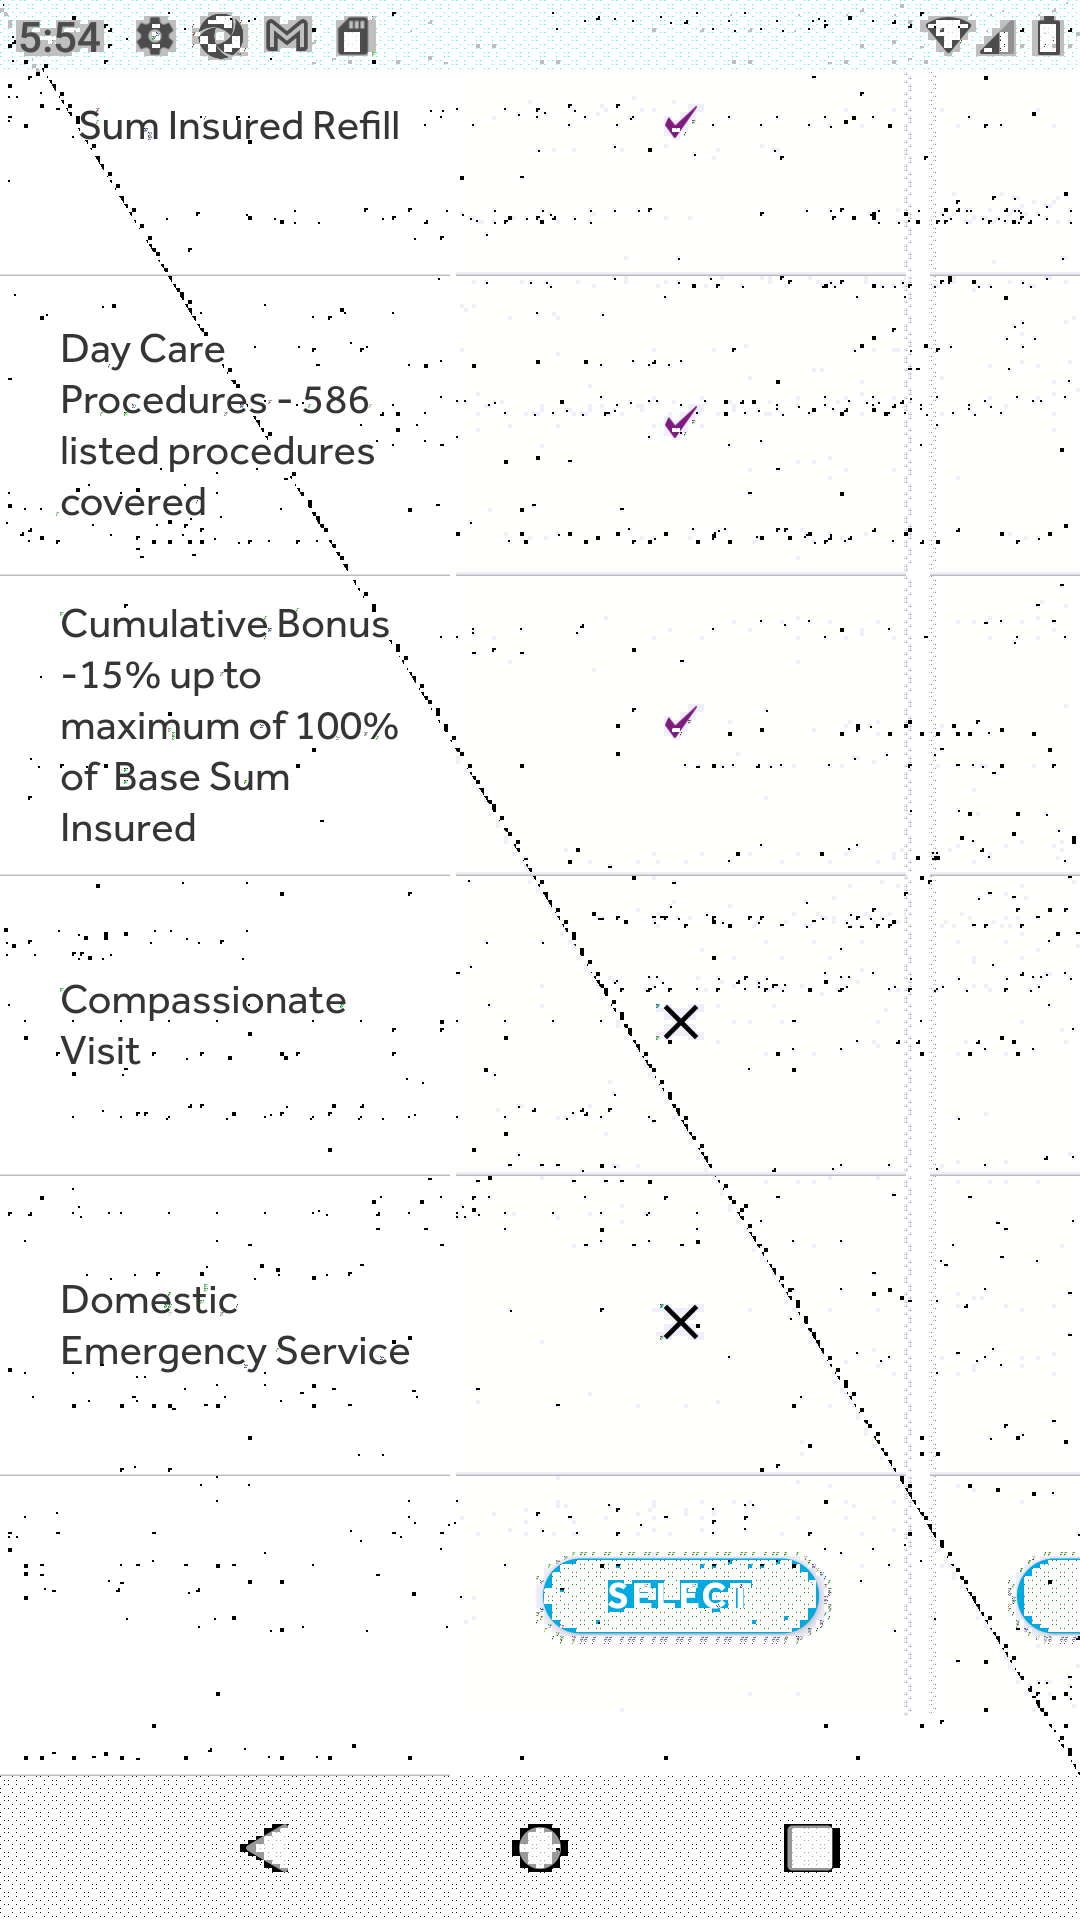 5:54
Sum Insured Refill
Day Care
Procedures - 586
listed procedures
covered
Cumulative Bonus
-15% up to
maximum of 100%
of Base Sum
Insured
Compassionate
Visit
Domestic
Emergency Service
SELECT